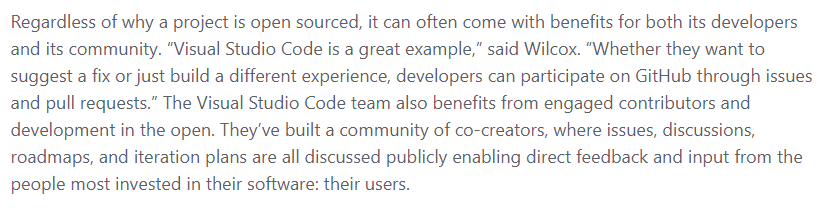 Regardless of why a project is open sourced, it can often come with benefits for both its developers
and its community. “Visual Studio Code is a great example,” said Wilcox. “Whether they want to
suggest a fix or just build a different experience, developers can participate on GitHub through issues
and pull requests.” The Visual Studio Code team also benefits from engaged contributors and
development in the open. They’ve built a community of co-creators, where issues, discussions,
roadmaps, and iteration plans are all discussed publicly enabling direct feedback and input from the
people most invested in their software: their users.